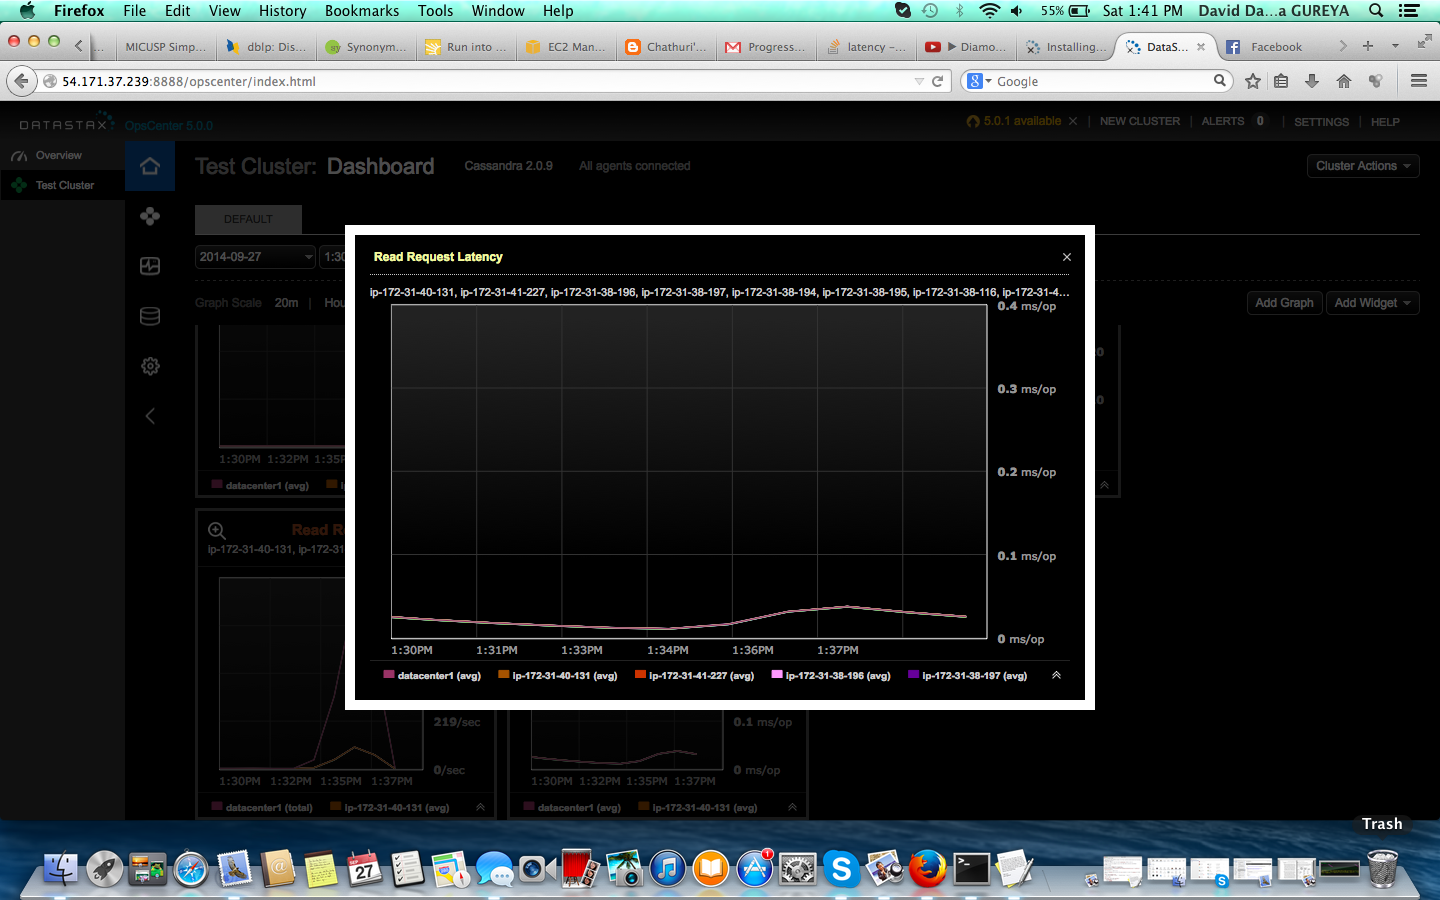 Firefox File Edit View History Bookmarks Tools Window Help 55% Sat 1:41 PM David Da...a GUREYA
... MICUSP Simp... dblp: Dis... Synonym... Run into ... EC2 Man... Chathuri'... Progress... latency –... ▶ Diamo... Installing... DataS... Facebook
54.171.37.239:8888/opscenter/index.html Google
DATASTAX OpsCenter 5.0.0 5.0.1 available × | NEW CLUSTER | ALERTS 0 | SETTINGS | HELP
Overview
Test Cluster
Test Cluster: Dashboard Cassandra 2.0.9 All agents connected Cluster Actions
DEFAULT
2014-09-27 1:30
Graph Scale 20m | Hou
Add Graph Add Widget
Read Request Latency ×
ip-172-31-40-131, ip-172-31-41-227, ip-172-31-38-196, ip-172-31-38-197, ip-172-31-38-194, ip-172-31-38-195, ip-172-31-38-116, ip-172-31-4...
0.4 ms/op
0.3 ms/op
0.2 ms/op
0.1 ms/op
0 ms/op
1:30PM 1:31PM 1:33PM 1:34PM 1:36PM 1:37PM
datacenter1 (avg) ip-172-31-40-131 (avg) ip-172-31-41-227 (avg) ip-172-31-38-196 (avg) ip-172-31-38-197 (avg)
1:30PM 1:32PM 1:35P
datacenter1 (avg)
Read R
ip-172-31-40-131, ip-172-31
219/sec
0/sec
1:30PM 1:32PM 1:35PM 1:37PM
datacenter1 (total) ip-172-31-40-131 (avg)
0.1 ms/op
0 ms/op
1:30PM 1:32PM 1:35PM 1:37PM
datacenter1 (avg) ip-172-31-40-131 (avg)
Trash
SEP
27
1